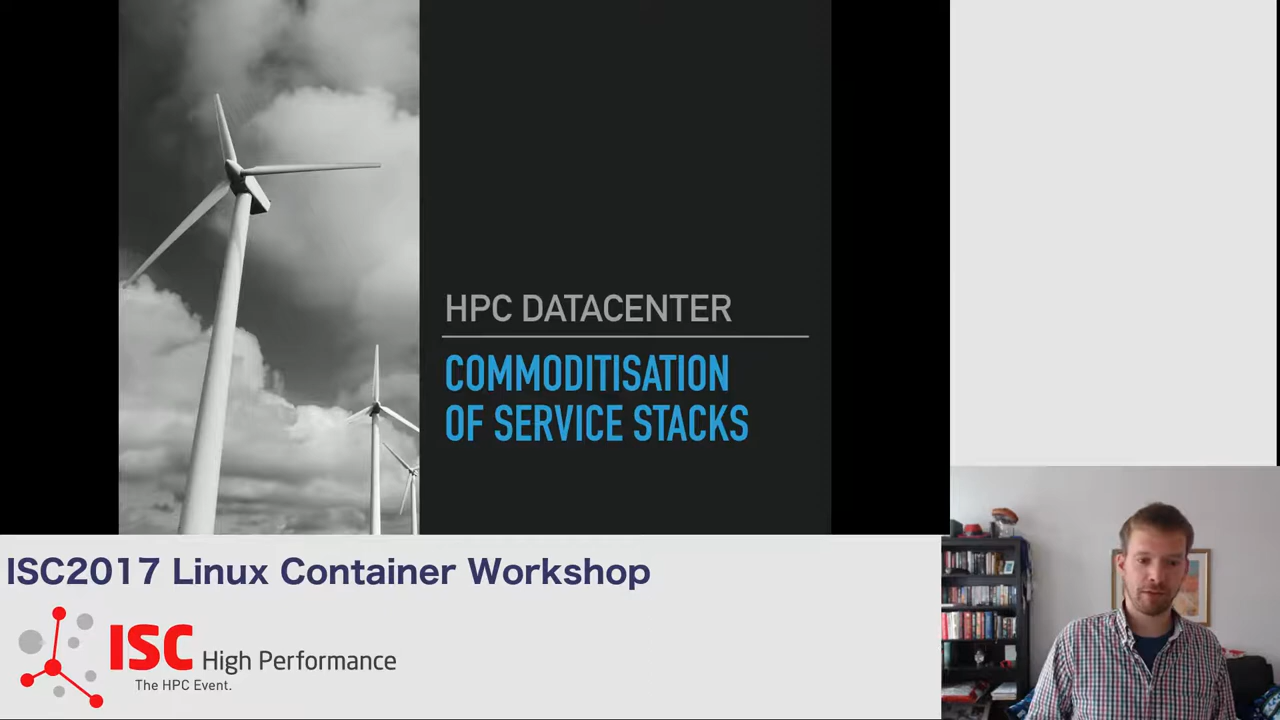 HPC DATACENTER
COMMODITISATION
OF SERVICE STACKS
ISC2017 Linux Container Workshop
ISC High Performance
The HPC Event.